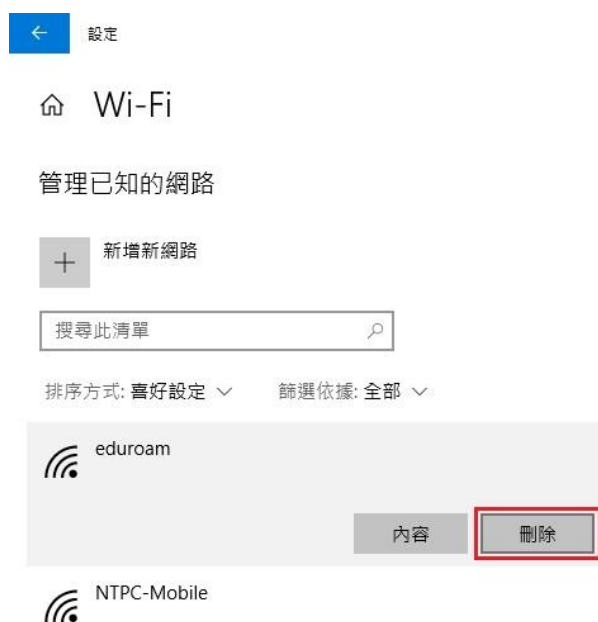 設定
Wi-Fi
管理已知的網路
新增新網路
搜尋此清單
排序方式: 喜好設定 篩選依據: 全部
eduroam
內容 刪除
NTPC-Mobile